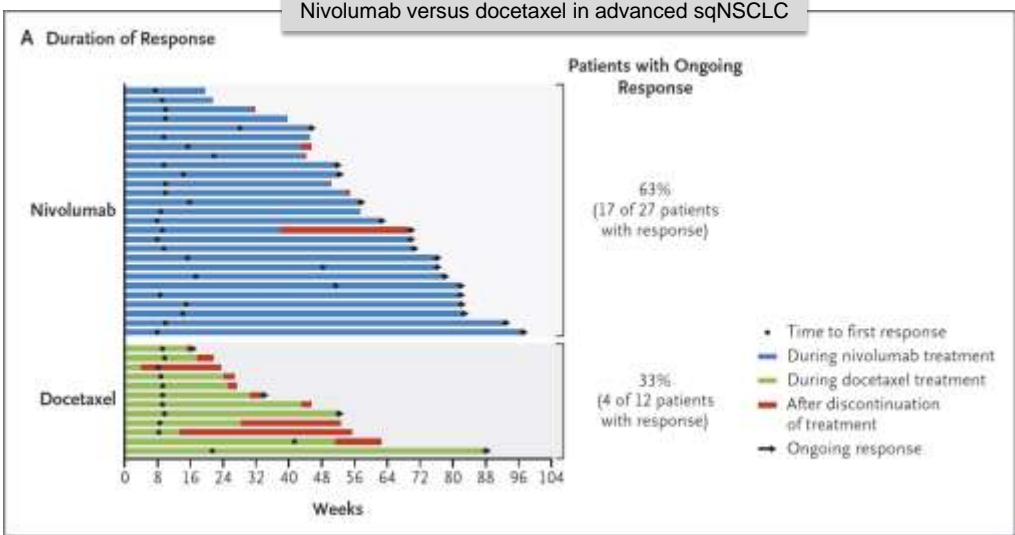 Nivolumab versus docetaxel in advanced sqNSCLC
A Duration of Response
Patients with Ongoing
Response
Nivolumab
63%
(17 of 27 patients
with response)
Docetaxel
33%
(4 of 12 patients
with response)
Time to first response
During nivolumab treatment
During docetaxel treatment
After discontinuation
of treatment
Ongoing response
0 8 16 24 32 40 48 56 64 72 80 88 96 104
Weeks